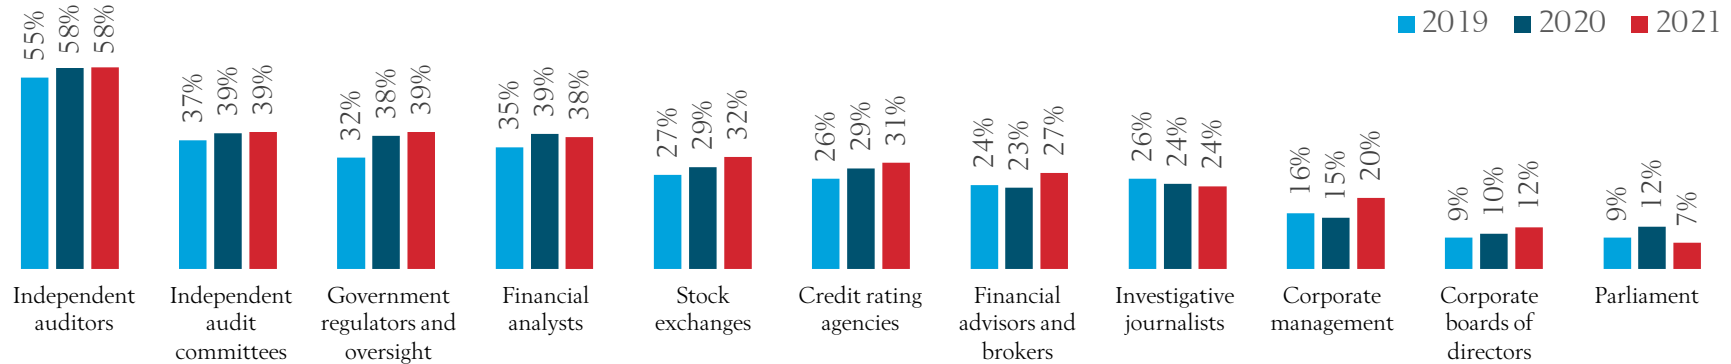 2019 2020 2021
55% 58% 58%
37% 39% 39%
32% 38% 39%
35% 39% 38%
27% 29% 32%
26% 29% 31%
24% 23% 27%
26% 24% 24%
16% 15% 20%
9% 10% 12%
9% 12% 7%
Independent
auditors
Independent
audit
committees
Government
regulators and
oversight
Financial
analysts
Stock
exchanges
Credit rating
agencies
Financial
advisors and
brokers
Investigative
journalists
Corporate
management
Corporate
boards of
directors
Parliament